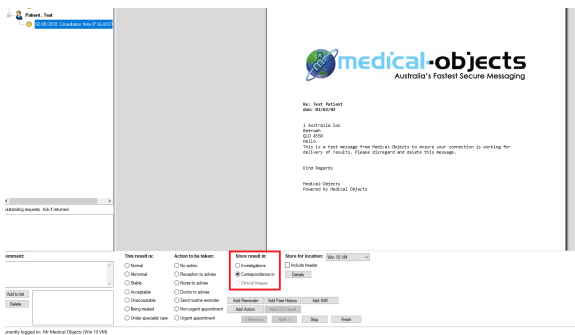 Patient, Test
02/08/2018 Consultation Note (P GLADST
medical-objects
Australia's Fastest Secure Messaging
Re: Test Patient
dob: 01/02/03
1 Australia Zoo
Beerwah
QLD 4558
Hello
This is a test message from Medical-Objects to ensure your connection is working for
delivery of results. Please disregard and delete this message.
Kind Regards
Medical-Objects
Powered by Medical Objects
utstanding requests - tick if returned:
omment:
Add to list
Delete
This result is:
Normal
Abnormal
Stable
Acceptable
Unacceptable
Being treated
Under specialist care
Action to be taken:
No action
Reception to advise
Nurse to advise
Doctor to advise
Send routine reminder
Non-urgent appointment
Urgent appointment
Store result in:
Investigations
Correspondence in
Clinical Images
Store for location:
Win 10 VM
Include header
Details
Add Reminder
Add Past History
Add INR
Add Action
Add CST result
< Previous
Next >
Stop
Finish
urrently logged in: Mr Medical Objects (Win 10 VM)